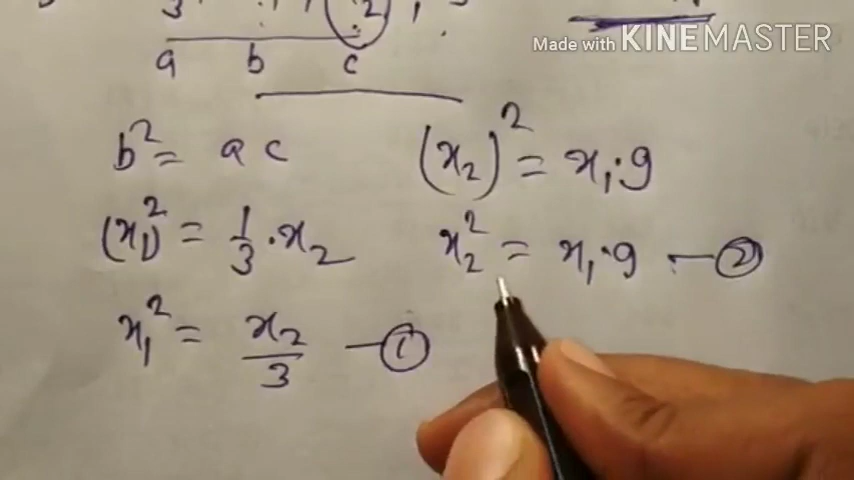 Made with KINEMASTER
a b c
b² = a c
(x₁)² = 1/3 · x₂
x₁² = x₂/3 — ①
(x₂)² = x₁ · 9
x₂² = x₁ · 9 — ②